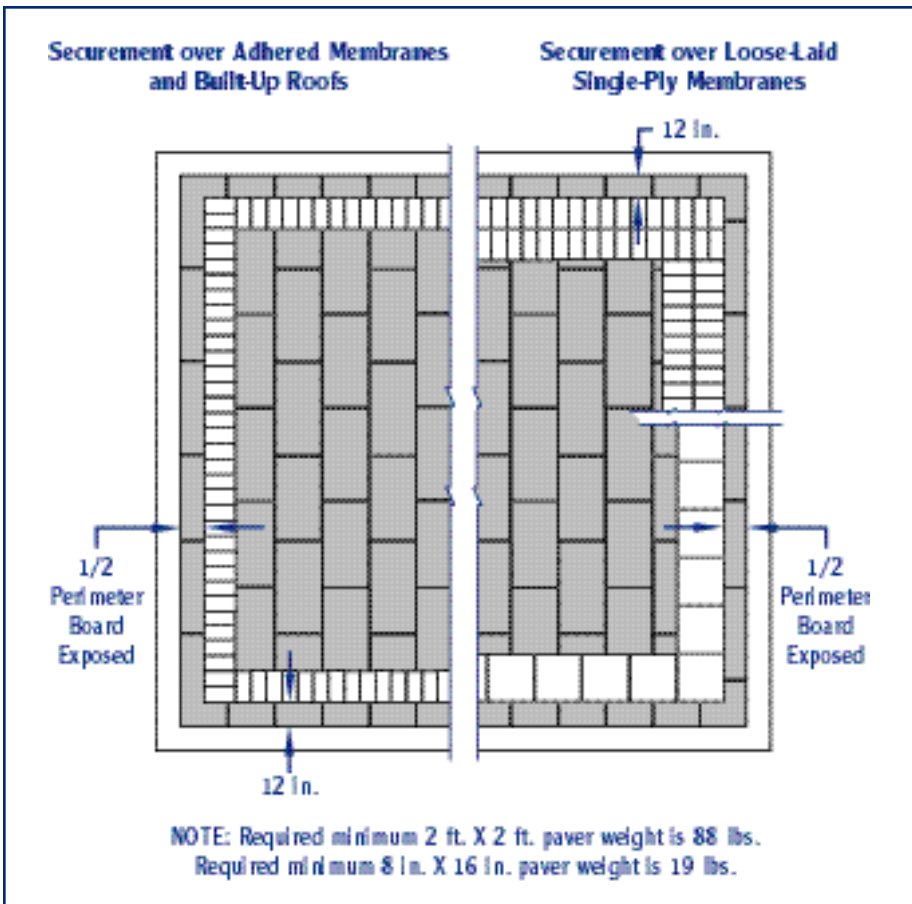 Securement over Adhered Membranes
and Built-Up Roofs
Securement over Loose-Laid
Single-Ply Membranes
12 in.
1/2
Perimeter
Board
Exposed
1/2
Perimeter
Board
Exposed
12 in.
NOTE: Required minimum 2 ft. X 2 ft. paver weight is 88 lbs.
Required minimum 8 in. X 16 in. paver weight is 19 lbs.